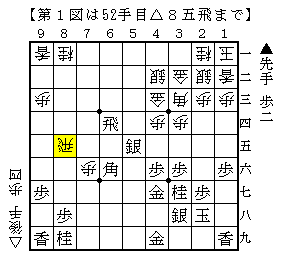 【第１図は52手目△８五飛まで】
９ ８ ７ ６ ５ ４ ３ ２ １
香 桂 桂 玉 一
銀 金 銀 香 二
歩 金 角 歩 歩 三
飛 歩 歩 四
飛 銀 五
歩 角 歩 歩 歩 六
歩 金 桂 歩 七
歩 銀 玉 八
香 桂 金 香 九
▲先手 歩二
△後手 歩四